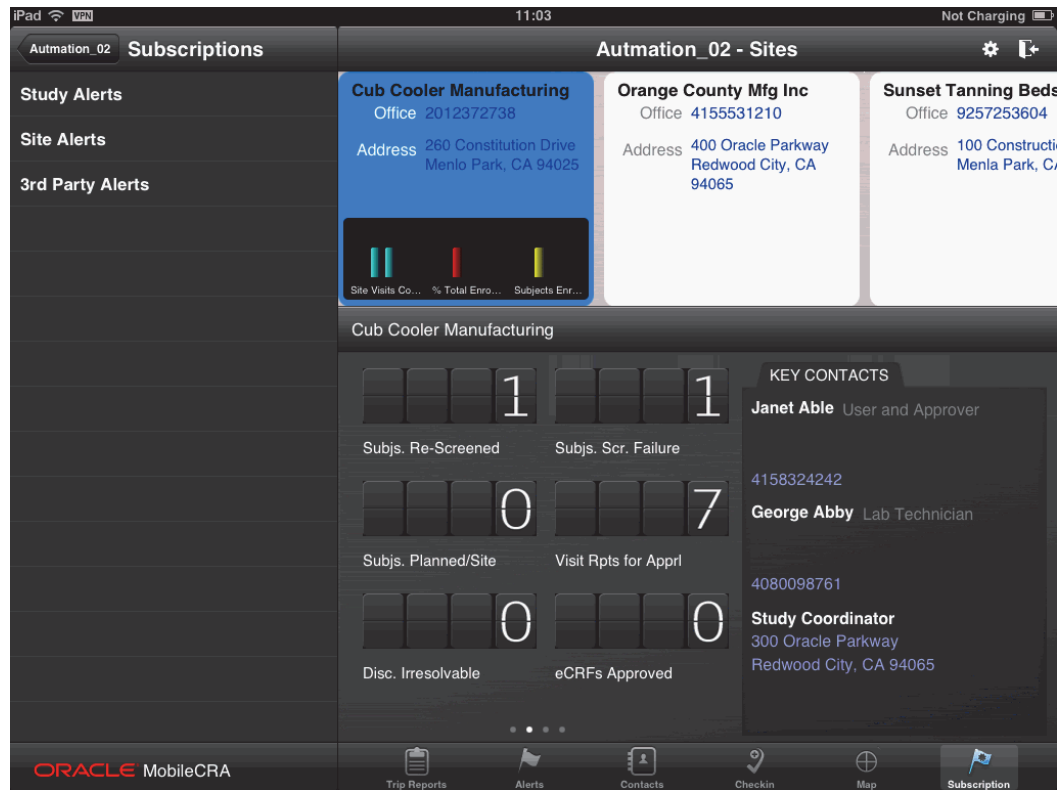 iPad VPN 11:03 Not Charging
Autmation_02 Subscriptions
Autmation_02 - Sites
Study Alerts
Site Alerts
3rd Party Alerts
Cub Cooler Manufacturing
Office 2012372738
Address 260 Constitution Drive
Menlo Park, CA 94025
Site Visits Co... % Total Enro... Subjects Enr...
Orange County Mfg Inc
Office 4155531210
Address 400 Oracle Parkway
Redwood City, CA
94065
Sunset Tanning Beds
Office 9257253604
Address 100 Constructi
Menla Park, CA
Cub Cooler Manufacturing
1 1
Subjs. Re-Screened Subjs. Scr. Failure
0 7
Subjs. Planned/Site Visit Rpts for Apprl
0 0
Disc. Irresolvable eCRFs Approved
KEY CONTACTS
Janet Able User and Approver
4158324242
George Abby Lab Technician
4080098761
Study Coordinator
300 Oracle Parkway
Redwood City, CA 94065
ORACLE MobileCRA
Trip Reports Alerts Contacts Checkin Map Subscription